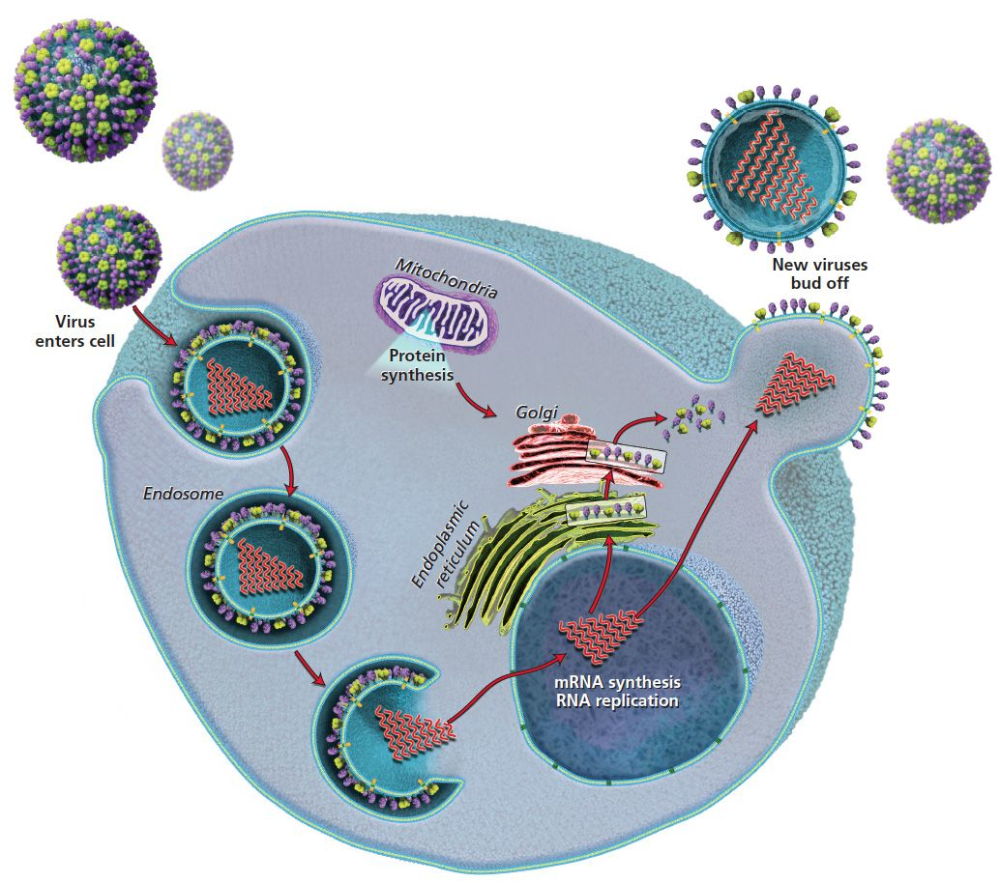 New viruses
bud off
Mitochondria
Virus
enters cell
Protein
synthesis
Golgi
Endosome
Endoplasmic
reticulum
mRNA synthesis
RNA replication